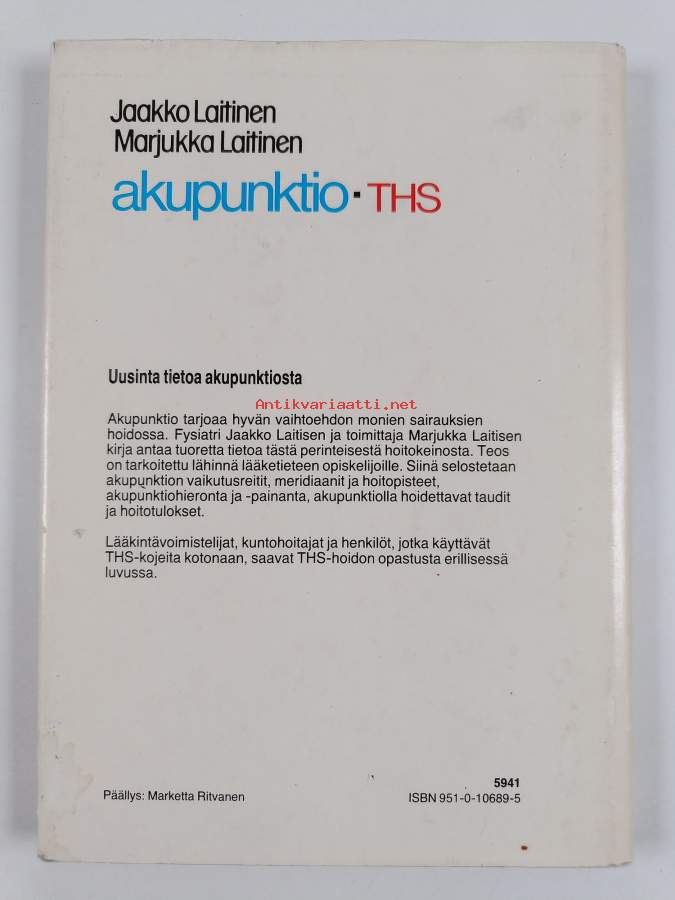 Jaakko Laitinen
Marjukka Laitinen
akupunktio · THS
Uusinta tietoa akupunktiosta
Antikvariaatti.net
Akupunktio tarjoaa hyvän vaihtoehdon monien sairauksien
hoidossa. Fysiatri Jaakko Laitisen ja toimittaja Marjukka Laitisen
kirja antaa tuoretta tietoa tästä perinteisestä hoitokeinosta. Teos
on tarkoitettu lähinnä lääketieteen opiskelijoille. Siinä selostetaan
akupunktion vaikutusreitit, meridiaanit ja hoitopisteet,
akupunktiohieronta ja -painanta, akupunktiolla hoidettavat taudit
ja hoitotulokset.
Lääkintävoimistelijat, kuntohoitajat ja henkilöt, jotka käyttävät
THS-kojeita kotonaan, saavat THS-hoidon opastusta erillisessä
luvussa.
5941
Päällys: Marketta Ritvanen
ISBN 951-0-10689-5